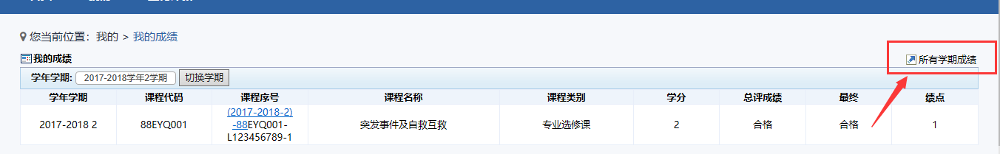 您当前位置：我的 > 我的成绩
我的成绩
所有学期成绩
学年学期: 2017-2018学年2学期 切换学期
学年学期 课程代码 课程序号 课程名称 课程类别 学分 总评成绩 最终 绩点
2017-2018 2 88EYQ001 (2017-2018-2) 突发事件及自救互救 专业选修课 2 合格 合格 1
-88EYQ001-
L123456789-1